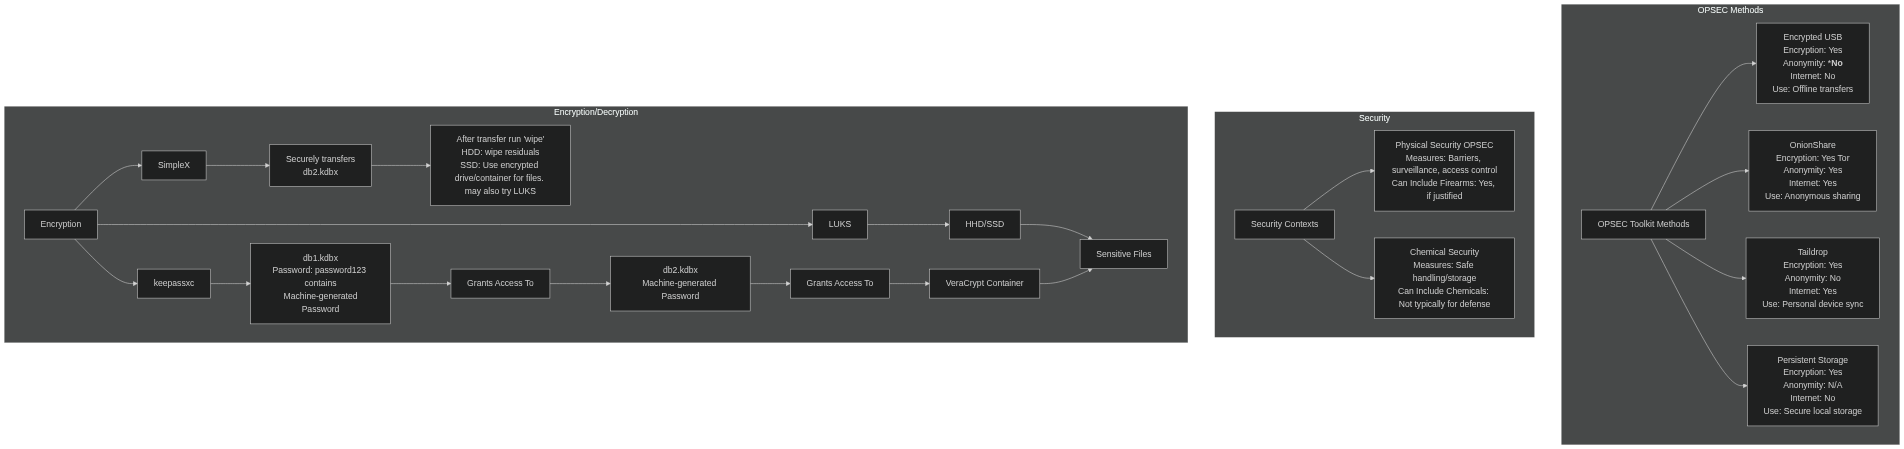 Encryption/Decryption
Encryption
SimpleX
Securely transfers
db2.kdbx
After transfer run 'wipe'
HDD: wipe residuals
SSD: Use encrypted
drive/container for files.
may also try LUKS
LUKS
HHD/SSD
Sensitive Files
keepassxc
db1.kdbx
Password: password123
contains
Machine-generated
Password
Grants Access To
db2.kdbx
Machine-generated
Password
Grants Access To
VeraCrypt Container
Security
Security Contexts
Physical Security OPSEC
Measures: Barriers,
surveillance, access control
Can Include Firearms: Yes,
if justified
Chemical Security
Measures: Safe
handling/storage
Can Include Chemicals:
Not typically for defense
OPSEC Methods
OPSEC Toolkit Methods
Encrypted USB
Encryption: Yes
Anonymity: *No
Internet: No
Use: Offline transfers
OnionShare
Encryption: Yes Tor
Anonymity: Yes
Internet: Yes
Use: Anonymous sharing
Taildrop
Encryption: Yes
Anonymity: No
Internet: Yes
Use: Personal device sync
Persistent Storage
Encryption: Yes
Anonymity: N/A
Internet: No
Use: Secure local storage